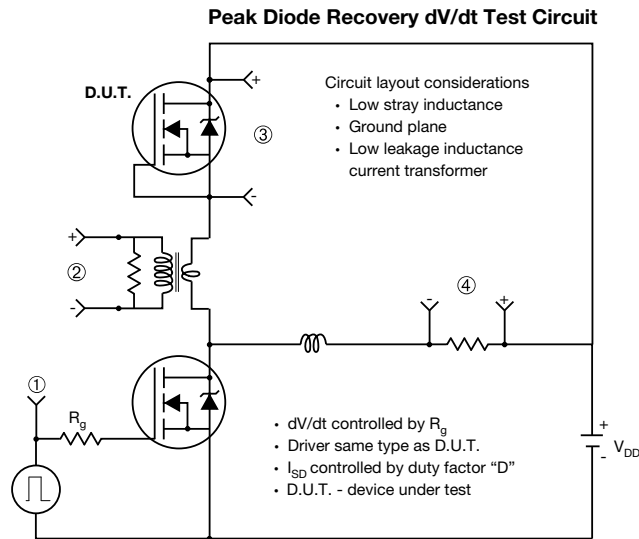 Peak Diode Recovery dV/dt Test Circuit
D.U.T.
+
Circuit layout considerations
• Low stray inductance
• Ground plane
• Low leakage inductance
current transformer
③
-
+
②
-
④
-
+
①
Rg
• dV/dt controlled by Rg
• Driver same type as D.U.T.
• ISD controlled by duty factor “D”
• D.U.T. - device under test
+
VDD
-